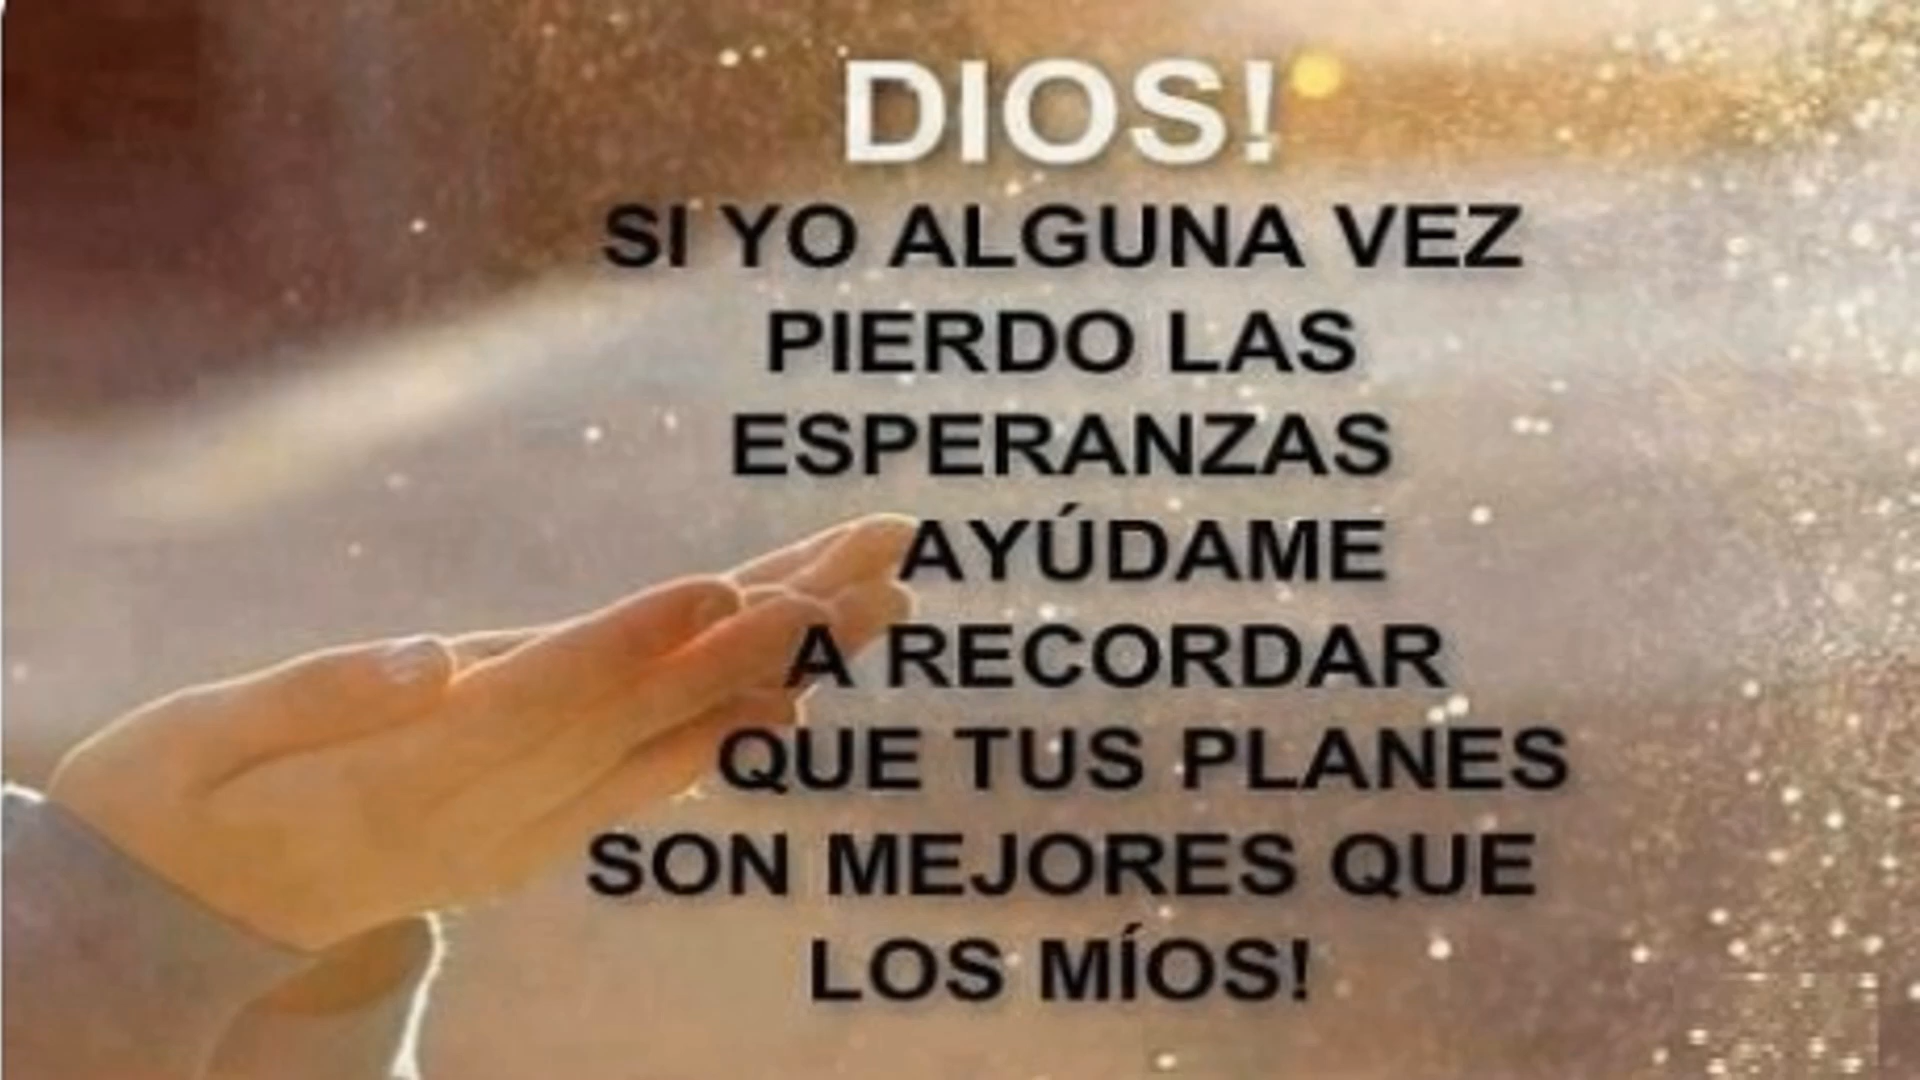 DIOS!
SI YO ALGUNA VEZ
PIERDO LAS
ESPERANZAS
AYÚDAME
A RECORDAR
QUE TUS PLANES
SON MEJORES QUE
LOS MÍOS!